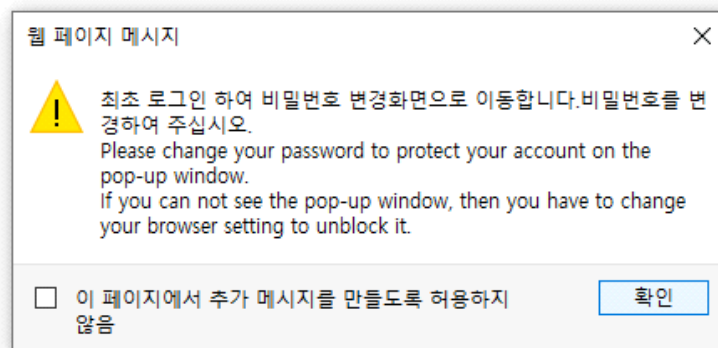 웹 페이지 메시지
최초 로그인 하여 비밀번호 변경화면으로 이동합니다.비밀번호를 변
경하여 주십시오.
Please change your password to protect your account on the
pop-up window.
If you can not see the pop-up window, then you have to change
your browser setting to unblock it.
이 페이지에서 추가 메시지를 만들도록 허용하지
않음
확인